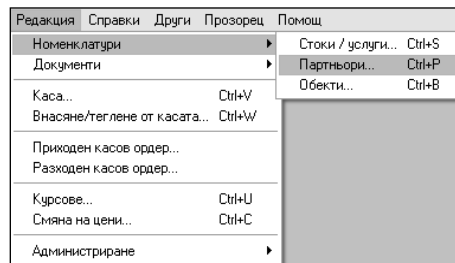 Редакция Справки Други Прозорец Помощ
Номенклатури
Стоки / услуги... Ctrl+S
Документи
Партньори... Ctrl+P
Обекти... Ctrl+B
Каса... Ctrl+V
Внасяне/теглене от касата... Ctrl+W
Приходен касов ордер...
Разходен касов ордер...
Курсове... Ctrl+U
Смяна на цени... Ctrl+C
Администриране